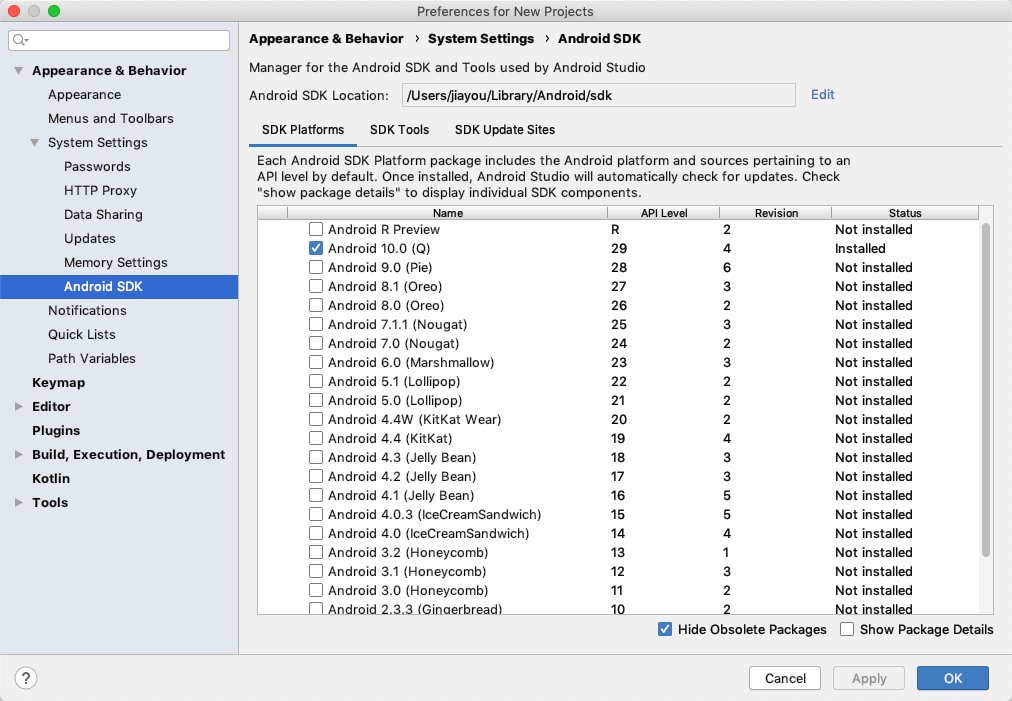 Preferences for New Projects
Appearance & Behavior
Appearance
Menus and Toolbars
System Settings
Passwords
HTTP Proxy
Data Sharing
Updates
Memory Settings
Android SDK
Notifications
Quick Lists
Path Variables
Keymap
Editor
Plugins
Build, Execution, Deployment
Kotlin
Tools
Appearance & Behavior › System Settings › Android SDK
Manager for the Android SDK and Tools used by Android Studio
Android SDK Location: /Users/jiayou/Library/Android/sdk Edit
SDK Platforms SDK Tools SDK Update Sites
Each Android SDK Platform package includes the Android platform and sources pertaining to an
API level by default. Once installed, Android Studio will automatically check for updates. Check
"show package details" to display individual SDK components.
Name API Level Revision Status
Android R Preview R 2 Not installed
Android 10.0 (Q) 29 4 Installed
Android 9.0 (Pie) 28 6 Not installed
Android 8.1 (Oreo) 27 3 Not installed
Android 8.0 (Oreo) 26 2 Not installed
Android 7.1.1 (Nougat) 25 3 Not installed
Android 7.0 (Nougat) 24 2 Not installed
Android 6.0 (Marshmallow) 23 3 Not installed
Android 5.1 (Lollipop) 22 2 Not installed
Android 5.0 (Lollipop) 21 2 Not installed
Android 4.4W (KitKat Wear) 20 2 Not installed
Android 4.4 (KitKat) 19 4 Not installed
Android 4.3 (Jelly Bean) 18 3 Not installed
Android 4.2 (Jelly Bean) 17 3 Not installed
Android 4.1 (Jelly Bean) 16 5 Not installed
Android 4.0.3 (IceCreamSandwich) 15 5 Not installed
Android 4.0 (IceCreamSandwich) 14 4 Not installed
Android 3.2 (Honeycomb) 13 1 Not installed
Android 3.1 (Honeycomb) 12 3 Not installed
Android 3.0 (Honeycomb) 11 2 Not installed
Android 2.3.3 (Gingerbread) 10 2 Not installed
Hide Obsolete Packages Show Package Details
? Cancel Apply OK